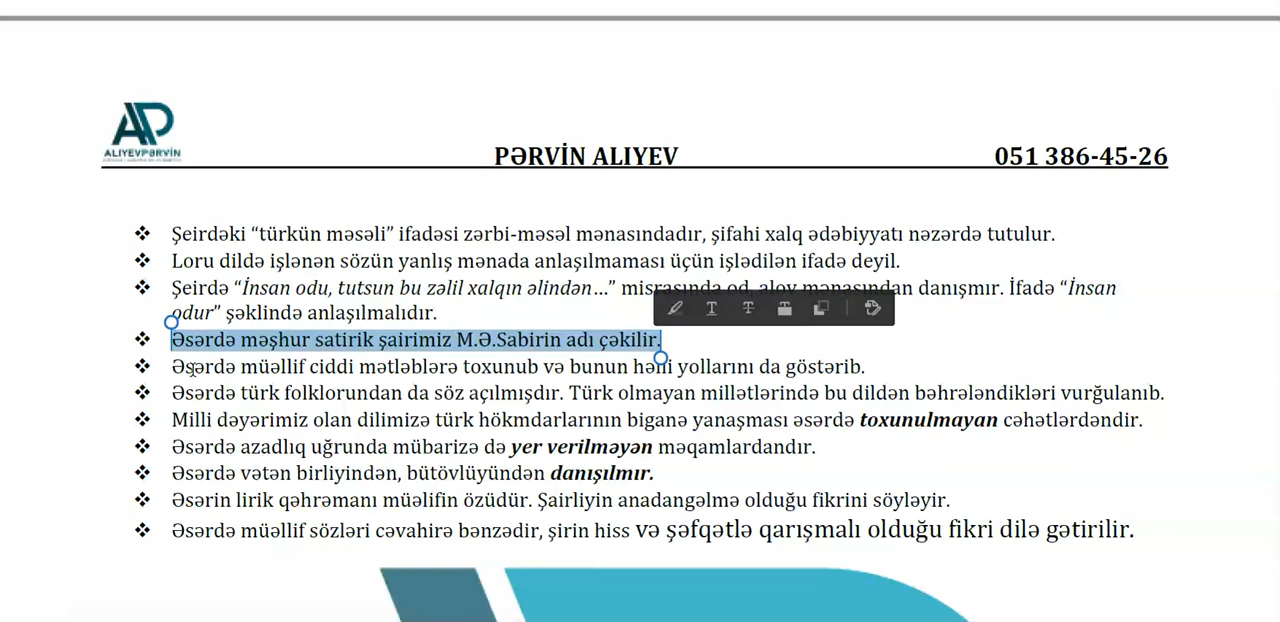 ALIYEVPƏRVİN
PƏRVİN ALIYEV
051 386-45-26
❖ Şeirdəki “türkün məsəli” ifadəsi zərbi-məsəl mənasındadır, şifahi xalq ədəbiyyatı nəzərdə tutulur.
❖ Loru dildə işlənən sözün yanlış mənada anlaşılmaması üçün işlədilən ifadə deyil.
❖ Şeirdə “İnsan odu, tutsun bu zəlil xalqın əlindən…” misrasında od, alov mənasından danışmır. İfadə “İnsan
odur” şəklində anlaşılmalıdır.
❖ Əsərdə məşhur satirik şairimiz M.Ə.Sabirin adı çəkilir.
❖ Əsərdə müəllif ciddi mətləblərə toxunub və bunun həlli yollarını da göstərib.
❖ Əsərdə türk folklorundan da söz açılmışdır. Türk olmayan millətlərində bu dildən bəhrələndikləri vurğulanıb.
❖ Milli dəyərimiz olan dilimizə türk hökmdarlarının biganə yanaşması əsərdə toxunulmayan cəhətlərdəndir.
❖ Əsərdə azadlıq uğrunda mübarizə də yer verilməyən məqamlardandır.
❖ Əsərdə vətən birliyindən, bütövlüyündən danışılmır.
❖ Əsərin lirik qəhrəmanı müəlifin özüdür. Şairliyin anadangəlmə olduğu fikrini söyləyir.
❖ Əsərdə müəllif sözləri cəvahirə bənzədir, şirin hiss və şəfqətlə qarışmalı olduğu fikri dilə gətirilir.